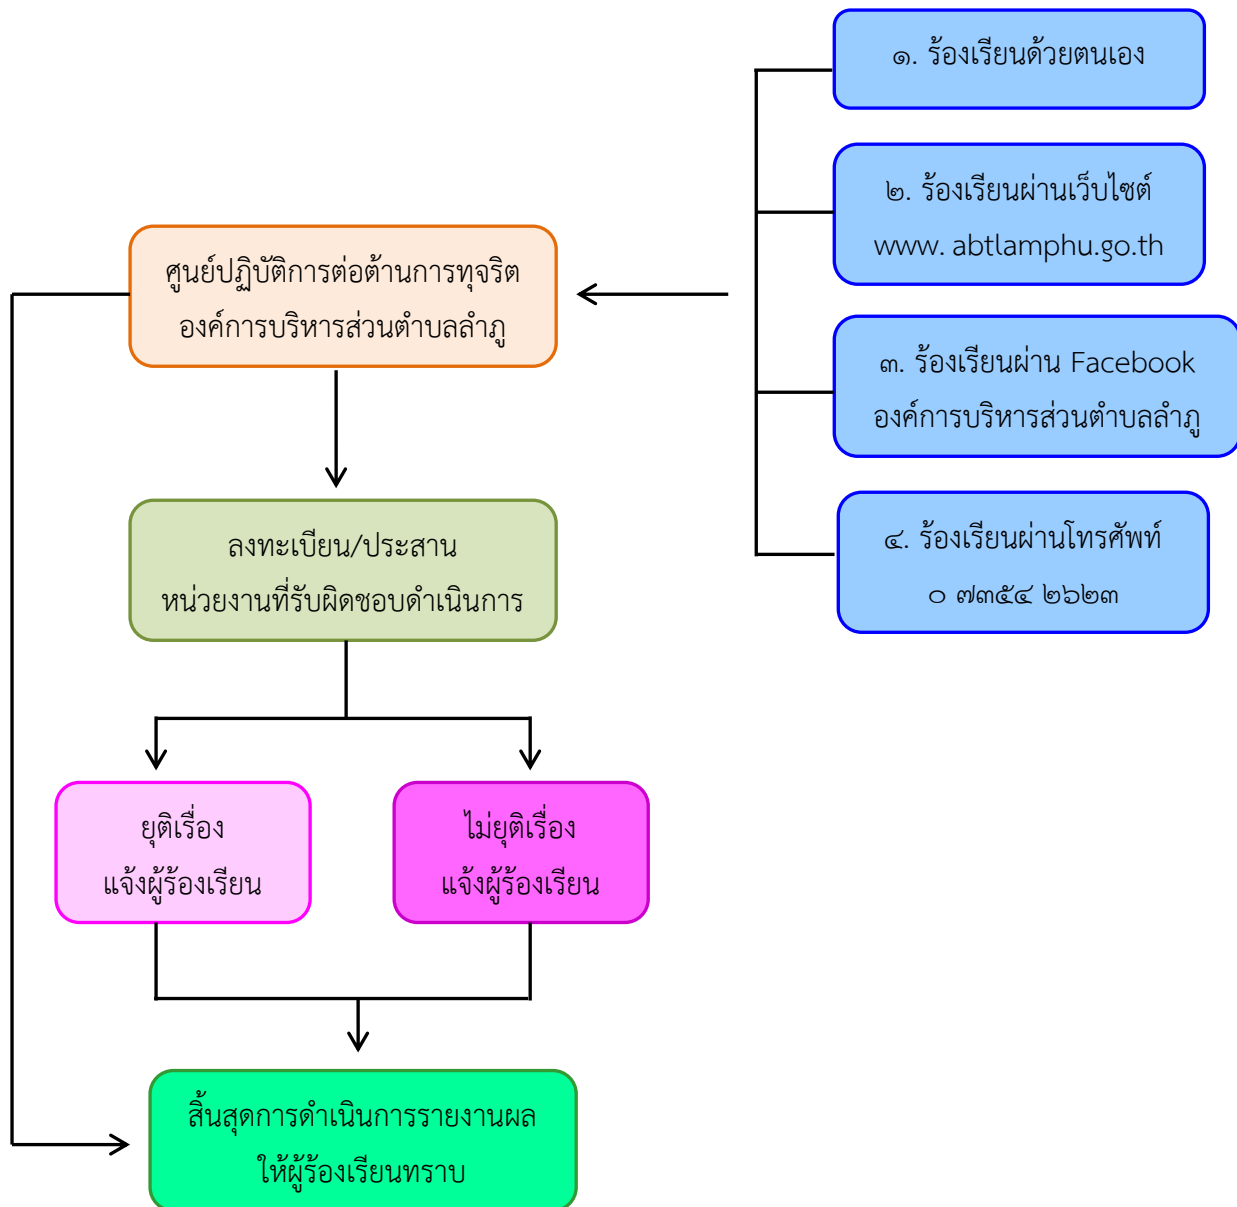 ๑. ร้องเรียนด้วยตนเอง
๒. ร้องเรียนผ่านเว็บไซต์
www. abtlamphu.go.th
๓. ร้องเรียนผ่าน Facebook
องค์การบริหารส่วนตำบลลำภู
๔. ร้องเรียนผ่านโทรศัพท์
๐ ๗๓๕๔ ๒๖๒๓
ศูนย์ปฏิบัติการต่อต้านการทุจริต
องค์การบริหารส่วนตำบลลำภู
ลงทะเบียน/ประสาน
หน่วยงานที่รับผิดชอบดำเนินการ
ยุติเรื่อง
แจ้งผู้ร้องเรียน
ไม่ยุติเรื่อง
แจ้งผู้ร้องเรียน
สิ้นสุดการดำเนินการรายงานผล
ให้ผู้ร้องเรียนทราบ